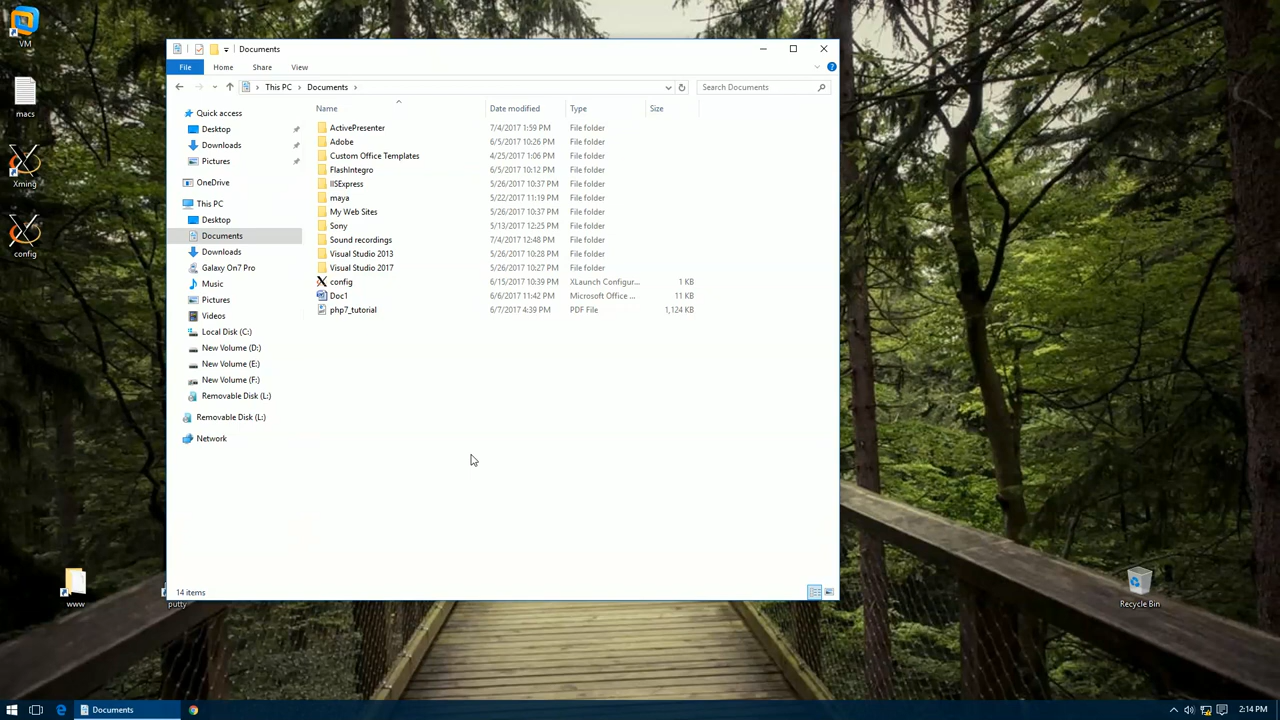 VM
macs
Xming
config
www
putty
Recycle Bin
Documents
File Home Share View
This PC Documents
Search Documents
Name Date modified Type Size
Quick access
Desktop
Downloads
Pictures
OneDrive
This PC
Desktop
Documents
Downloads
Galaxy On7 Pro
Music
Pictures
Videos
Local Disk (C:)
New Volume (D:)
New Volume (E:)
New Volume (F:)
Removable Disk (L:)
Removable Disk (L:)
Network
ActivePresenter 7/4/2017 1:59 PM File folder
Adobe 6/5/2017 10:26 PM File folder
Custom Office Templates 4/25/2017 1:06 PM File folder
FlashIntegro 6/5/2017 10:12 PM File folder
IISExpress 5/26/2017 10:37 PM File folder
maya 5/22/2017 11:19 PM File folder
My Web Sites 5/26/2017 10:37 PM File folder
Sony 5/13/2017 12:25 PM File folder
Sound recordings 7/4/2017 12:48 PM File folder
Visual Studio 2013 5/26/2017 10:28 PM File folder
Visual Studio 2017 5/26/2017 10:27 PM File folder
config 6/15/2017 10:39 PM XLaunch Configur... 1 KB
Doc1 6/6/2017 11:42 PM Microsoft Office ... 11 KB
php7_tutorial 6/7/2017 4:39 PM PDF File 1,124 KB
14 items
Documents
2:14 PM